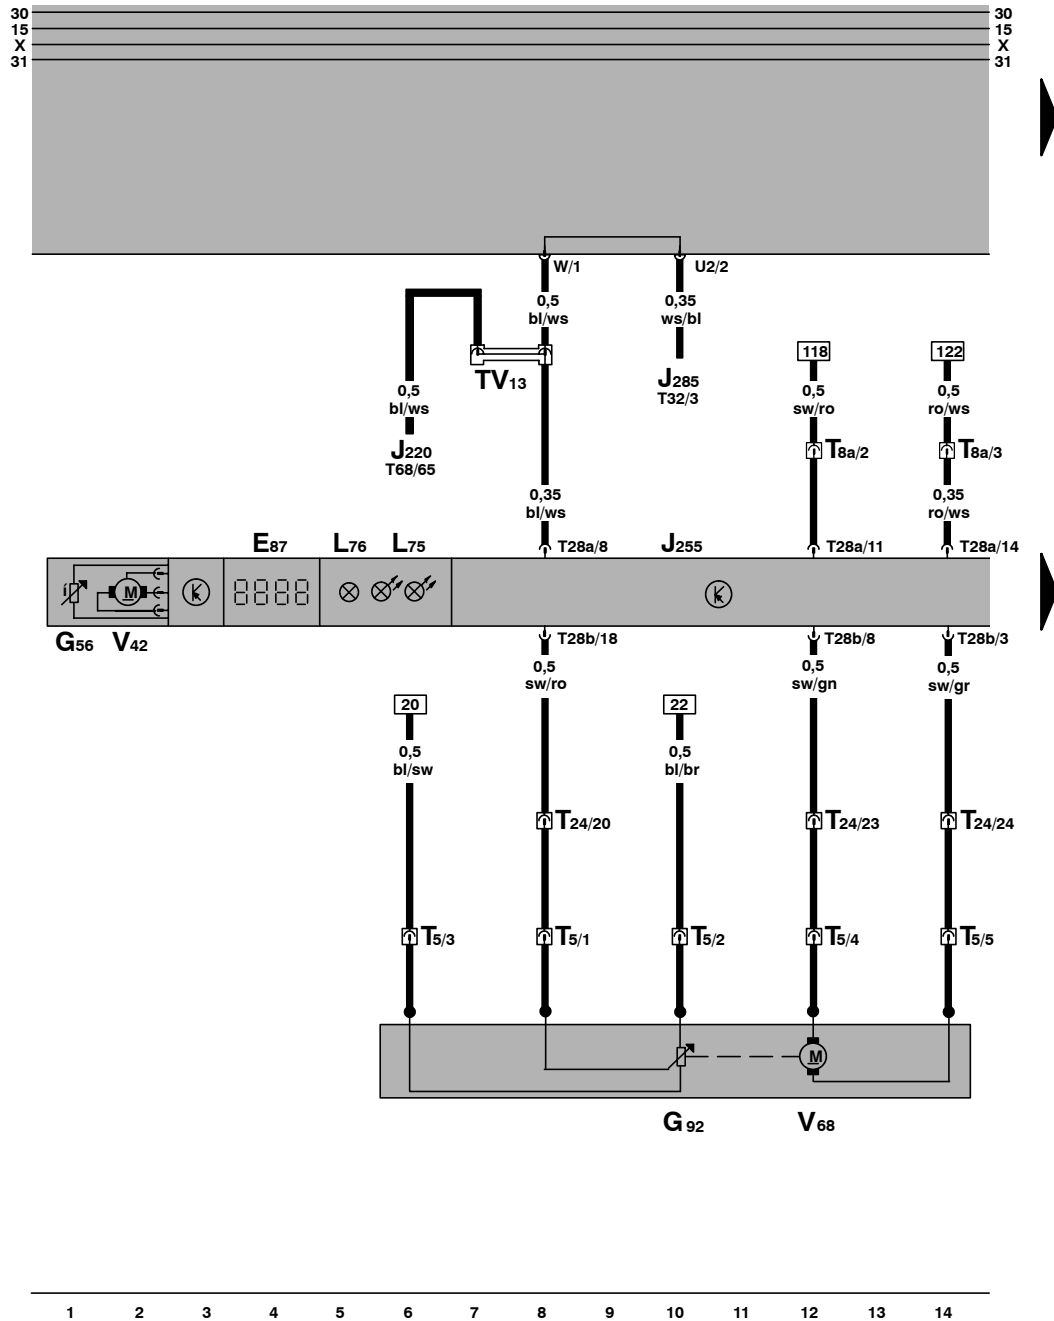 30 30
15 15
X X
31 31
W/1 U2/2
0,5 0,35
bl/ws ws/bl
118 122
TV13 J285
T32/3
0,5 0,5 0,5
bl/ws sw/ro ro/ws
J220 T8a/2 T8a/3
T68/65
0,35 0,35
bl/ws ro/ws
E87 L76 L75 T28a/8 J255 T28a/11 T28a/14
M
G56 V42 T28b/18 T28b/8 T28b/3
0,5 0,5 0,5
sw/ro sw/gn sw/gr
20 22
0,5 0,5
bl/sw bl/br
T24/20 T24/23 T24/24
T5/3 T5/1 T5/2 T5/4 T5/5
M
G92 V68
1 2 3 4 5 6 7 8 9 10 11 12 13 14